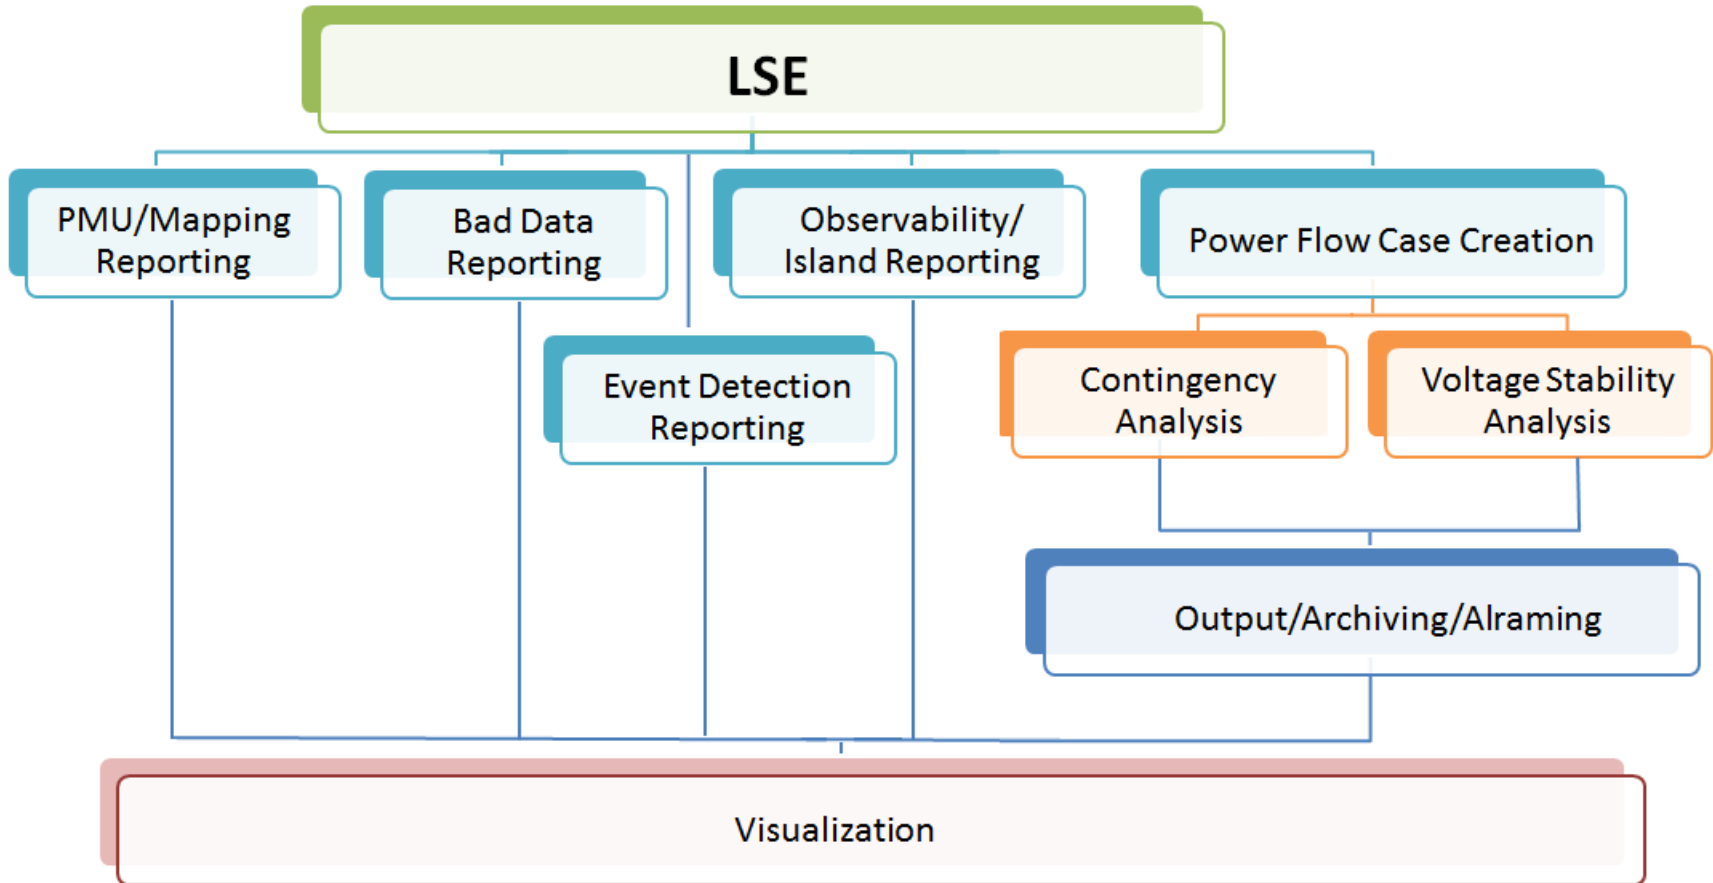 LSE
PMU/Mapping
Reporting
Bad Data
Reporting
Observability/
Island Reporting
Power Flow Case Creation
Event Detection
Reporting
Contingency
Analysis
Voltage Stability
Analysis
Output/Archiving/Alraming
Visualization